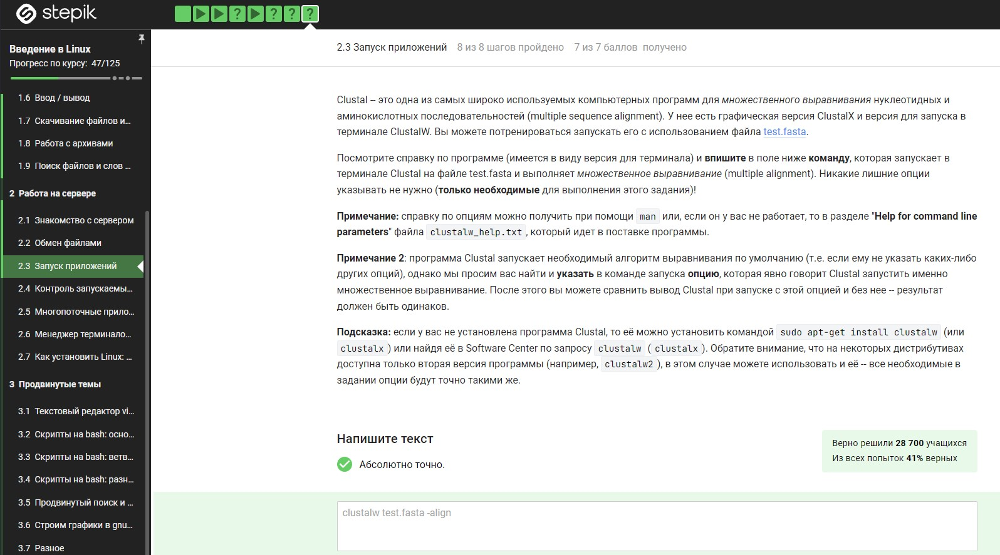 stepik
Введение в Linux
Прогресс по курсу: 47/125
1.6 Ввод / вывод
1.7 Скачивание файлов и...
1.8 Работа с архивами
1.9 Поиск файлов и слов ...
2 Работа на сервере
2.1 Знакомство с сервером
2.2 Обмен файлами
2.3 Запуск приложений
2.4 Контроль запускаемы...
2.5 Многопоточные прило...
2.6 Менеджер терминало...
2.7 Как установить Linux: ...
3 Продвинутые темы
3.1 Текстовый редактор vi...
3.2 Скрипты на bash: осно...
3.3 Скрипты на bash: ветв...
3.4 Скрипты на bash: разн...
3.5 Продвинутый поиск и ...
3.6 Строим графики в gnu...
3.7 Разное
2.3 Запуск приложений 8 из 8 шагов пройдено 7 из 7 баллов получено
Clustal -- это одна из самых широко используемых компьютерных программ для множественного выравнивания нуклеотидных и
аминокислотных последовательностей (multiple sequence alignment). У нее есть графическая версия ClustalX и версия для запуска в
терминале ClustalW. Вы можете потренироваться запускать его с использованием файла test.fasta.
Посмотрите справку по программе (имеется в виду версия для терминала) и впишите в поле ниже команду, которая запускает в
терминале Clustal на файле test.fasta и выполняет множественное выравнивание (multiple alignment). Никакие лишние опции
указывать не нужно (только необходимые для выполнения этого задания)!
Примечание: справку по опциям можно получить при помощи man или, если он у вас не работает, то в разделе "Help for command line
parameters" файла clustalw_help.txt, который идет в поставке программы.
Примечание 2: программа Clustal запускает необходимый алгоритм выравнивания по умолчанию (т.е. если ему не указать каких-либо
других опций), однако мы просим вас найти и указать в команде запуска опцию, которая явно говорит Clustal запустить именно
множественное выравнивание. После этого вы можете сравнить вывод Clustal при запуске с этой опцией и без нее -- результат
должен быть одинаков.
Подсказка: если у вас не установлена программа Clustal, то её можно установить командой sudo apt-get install clustalw (или
clustalx ) или найдя её в Software Center по запросу clustalw ( clustalx ). Обратите внимание, что на некоторых дистрибутивах
доступна только вторая версия программы (например, clustalw2 ), в этом случае можете использовать и её -- все необходимые в
задании опции будут точно такими же.
Напишите текст
Абсолютно точно.
Верно решили 28 700 учащихся
Из всех попыток 41% верных
clustalw test.fasta -align